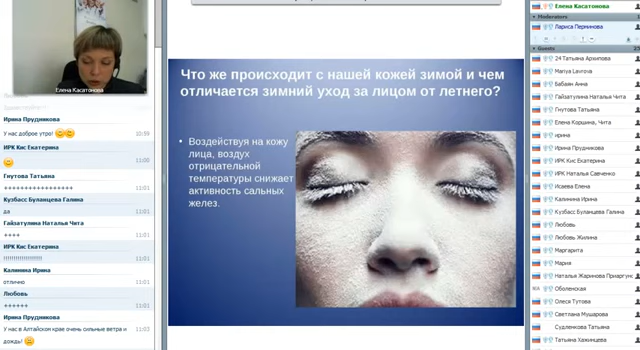 Елена Касатонова
Ирина Прудникова
У нас доброе утро!
10:59
ИРК Кис Екатерина
11:00
Гнутова Татьяна
+++++++++++++++++
11:01
Кузбасс Буланцева Галина
да
11:01
Гайзатулина Наталья Чита
++++
11:01
ИРК Кис Екатерина
!!!!!!!!!!!!!!!!!!!!
11:01
Калинина Ирина
отлично
11:01
Любовь
++++++
11:01
Ирина Прудникова
У нас в Алтайском крае очень сильные ветра и
11:03
дождь!
Что же происходит с нашей кожей зимой и чем
отличается зимний уход за лицом от летнего?
• Воздействуя на кожу
лица, воздух
отрицательной
температуры снижает
активность сальных
желез.
Елена Касатонова
Moderators
Лариса Перминова
Guests
24 Татьяна Архипова
Manya Lavrova
Бабаян Анна
Гайзатулина Наталья Чита
Гнутова Татьяна
Елена Коршина, Чита
ирина
Ирина Прудникова
ИРК Кис Екатерина
ИРК Наталья Савченко
Исаева Елена
Калинина Ирина
Кузбасс Буланцева Галина
Любовь
Любовь Жилина
Маргарита
Мария
Наталья Жаринова Приаргунс
Оболенская
Олеся Тутова
Светлана Мушарова
Судленкова Татьяна
Татьяна Хажинцева